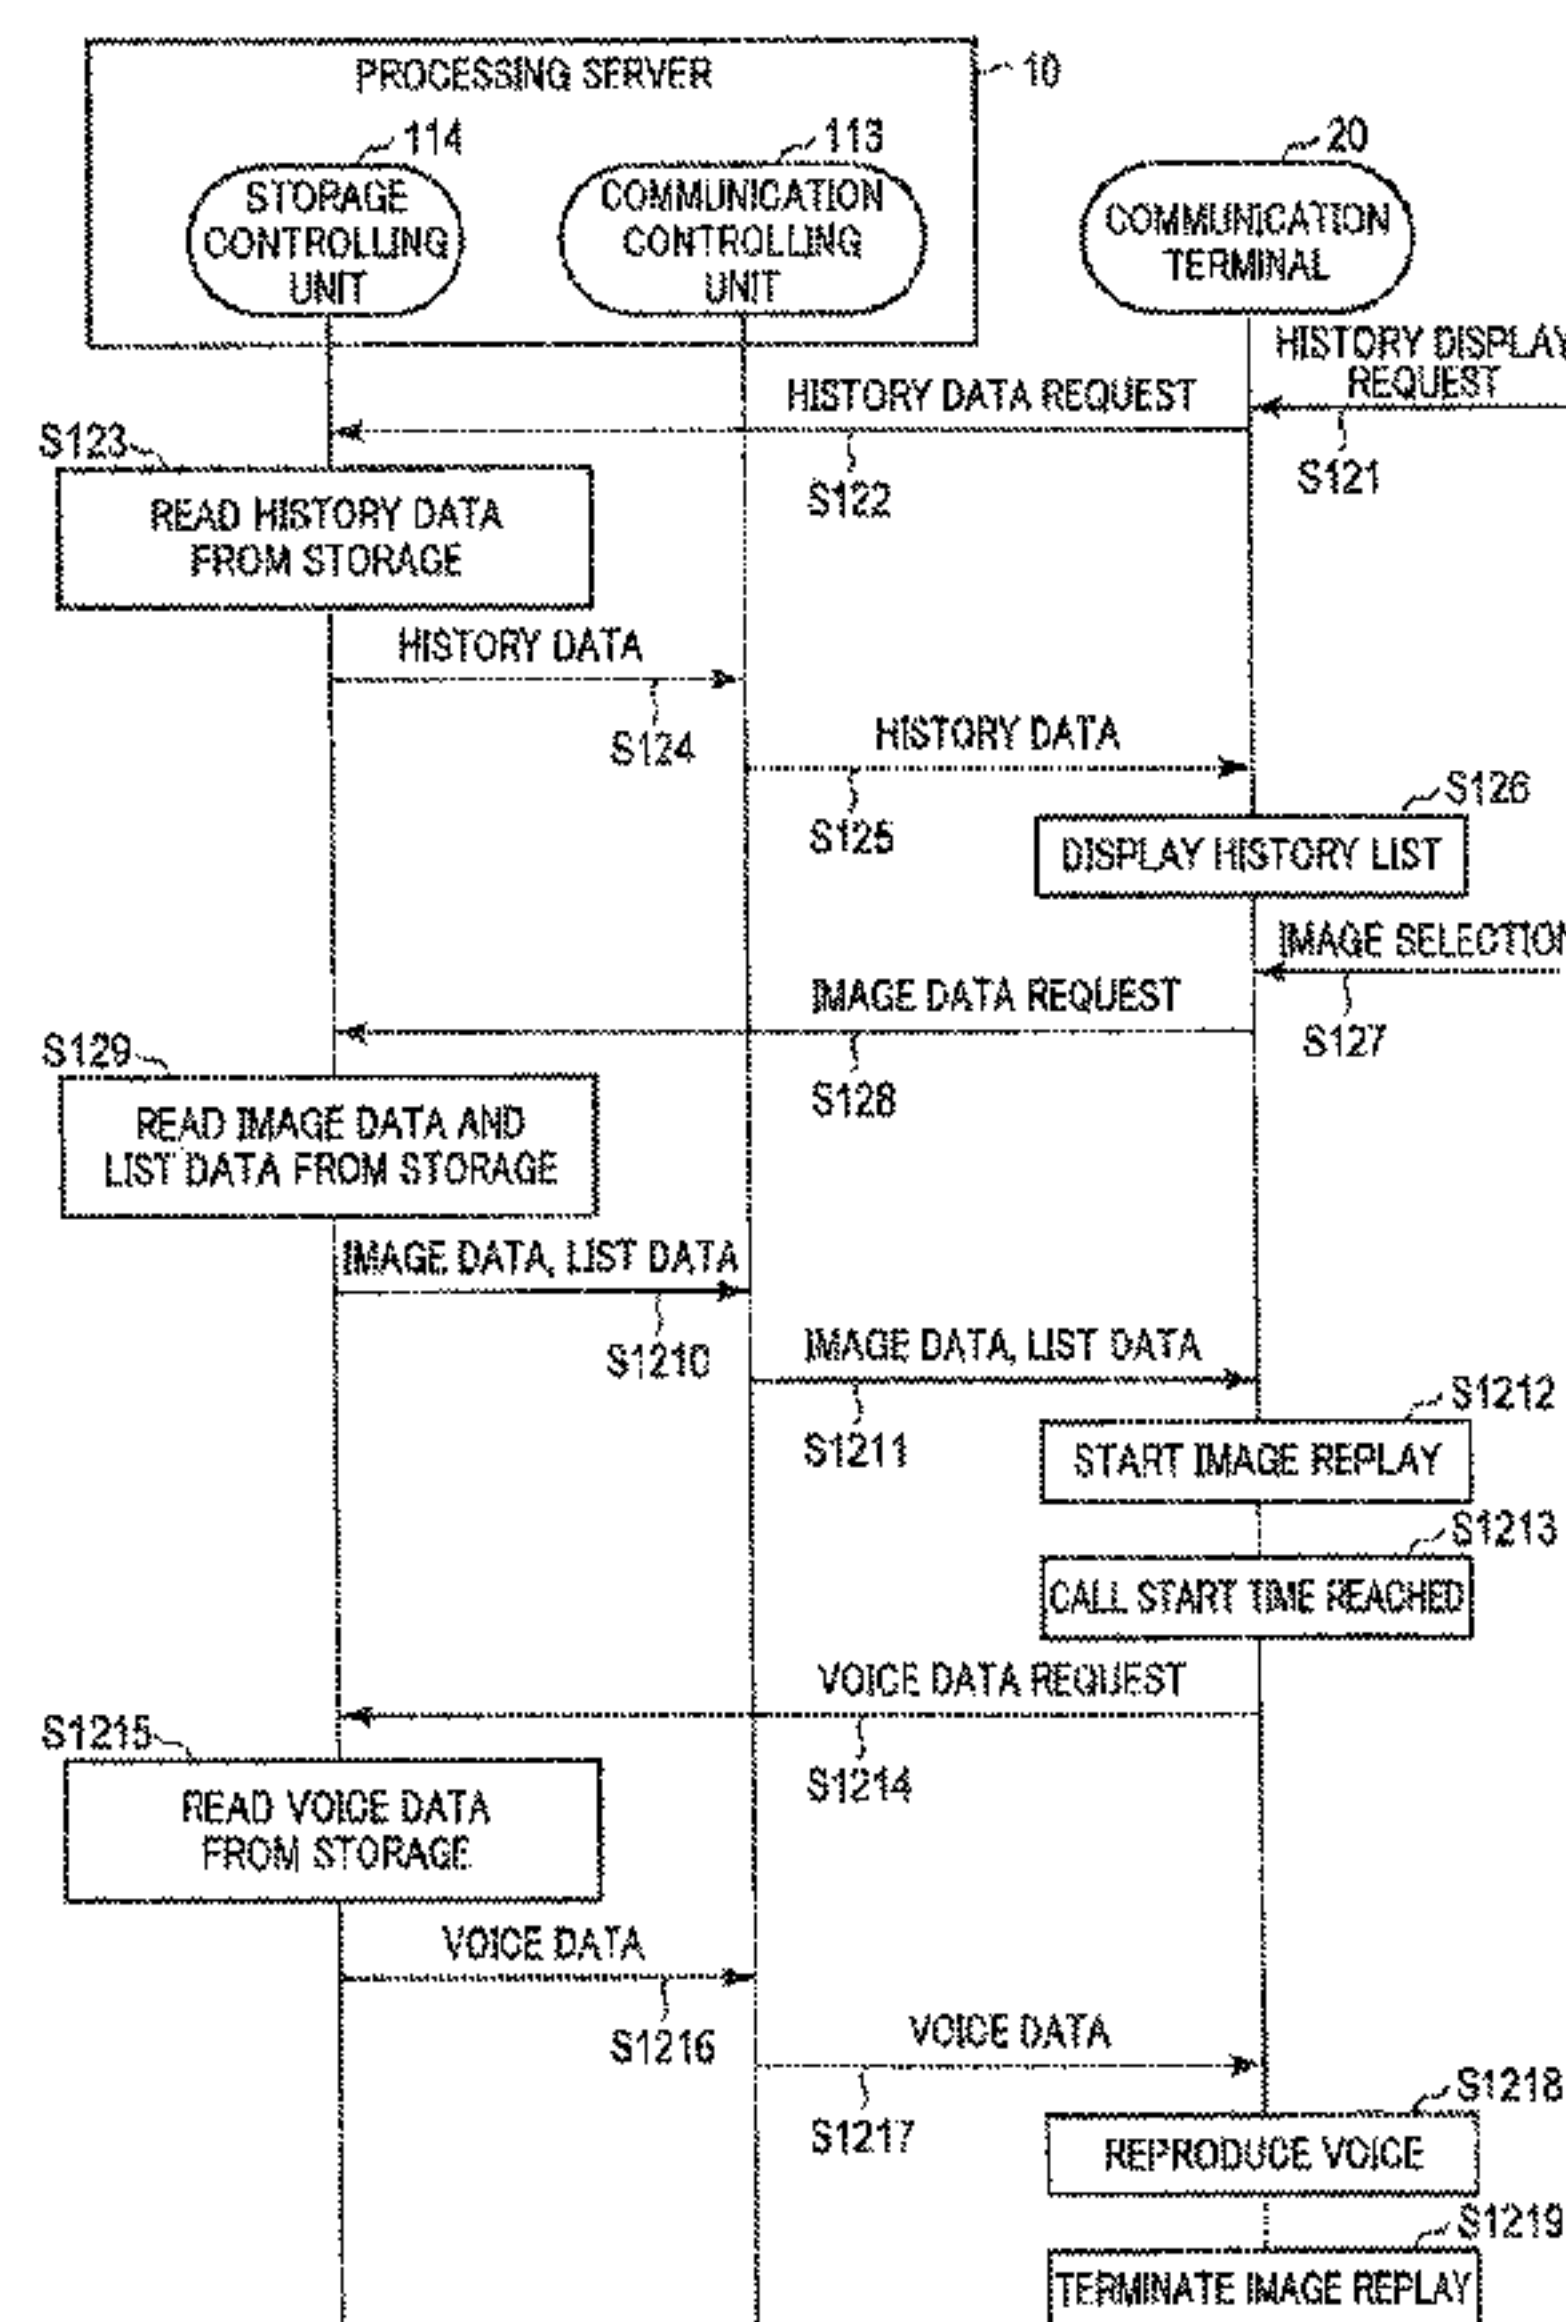 PROCESSING SERVER
10
114
113
20
STORAGE
CONTROLLING
UNIT
COMMUNICATION
CONTROLLING
UNIT
COMMUNICATION
TERMINAL
HISTORY DISPLAY
REQUEST
S121
HISTORY DATA REQUEST
S122
S123
READ HISTORY DATA
FROM STORAGE
HISTORY DATA
S124
HISTORY DATA
S125
S126
DISPLAY HISTORY LIST
IMAGE SELECTION
S127
IMAGE DATA REQUEST
S128
S129
READ IMAGE DATA AND
LIST DATA FROM STORAGE
IMAGE DATA, LIST DATA
S1210
IMAGE DATA, LIST DATA
S1211
S1212
START IMAGE REPLAY
S1213
CALL START TIME REACHED
VOICE DATA REQUEST
S1214
S1215
READ VOICE DATA
FROM STORAGE
VOICE DATA
S1216
VOICE DATA
S1217
S1218
REPRODUCE VOICE
S1219
TERMINATE IMAGE REPLAY